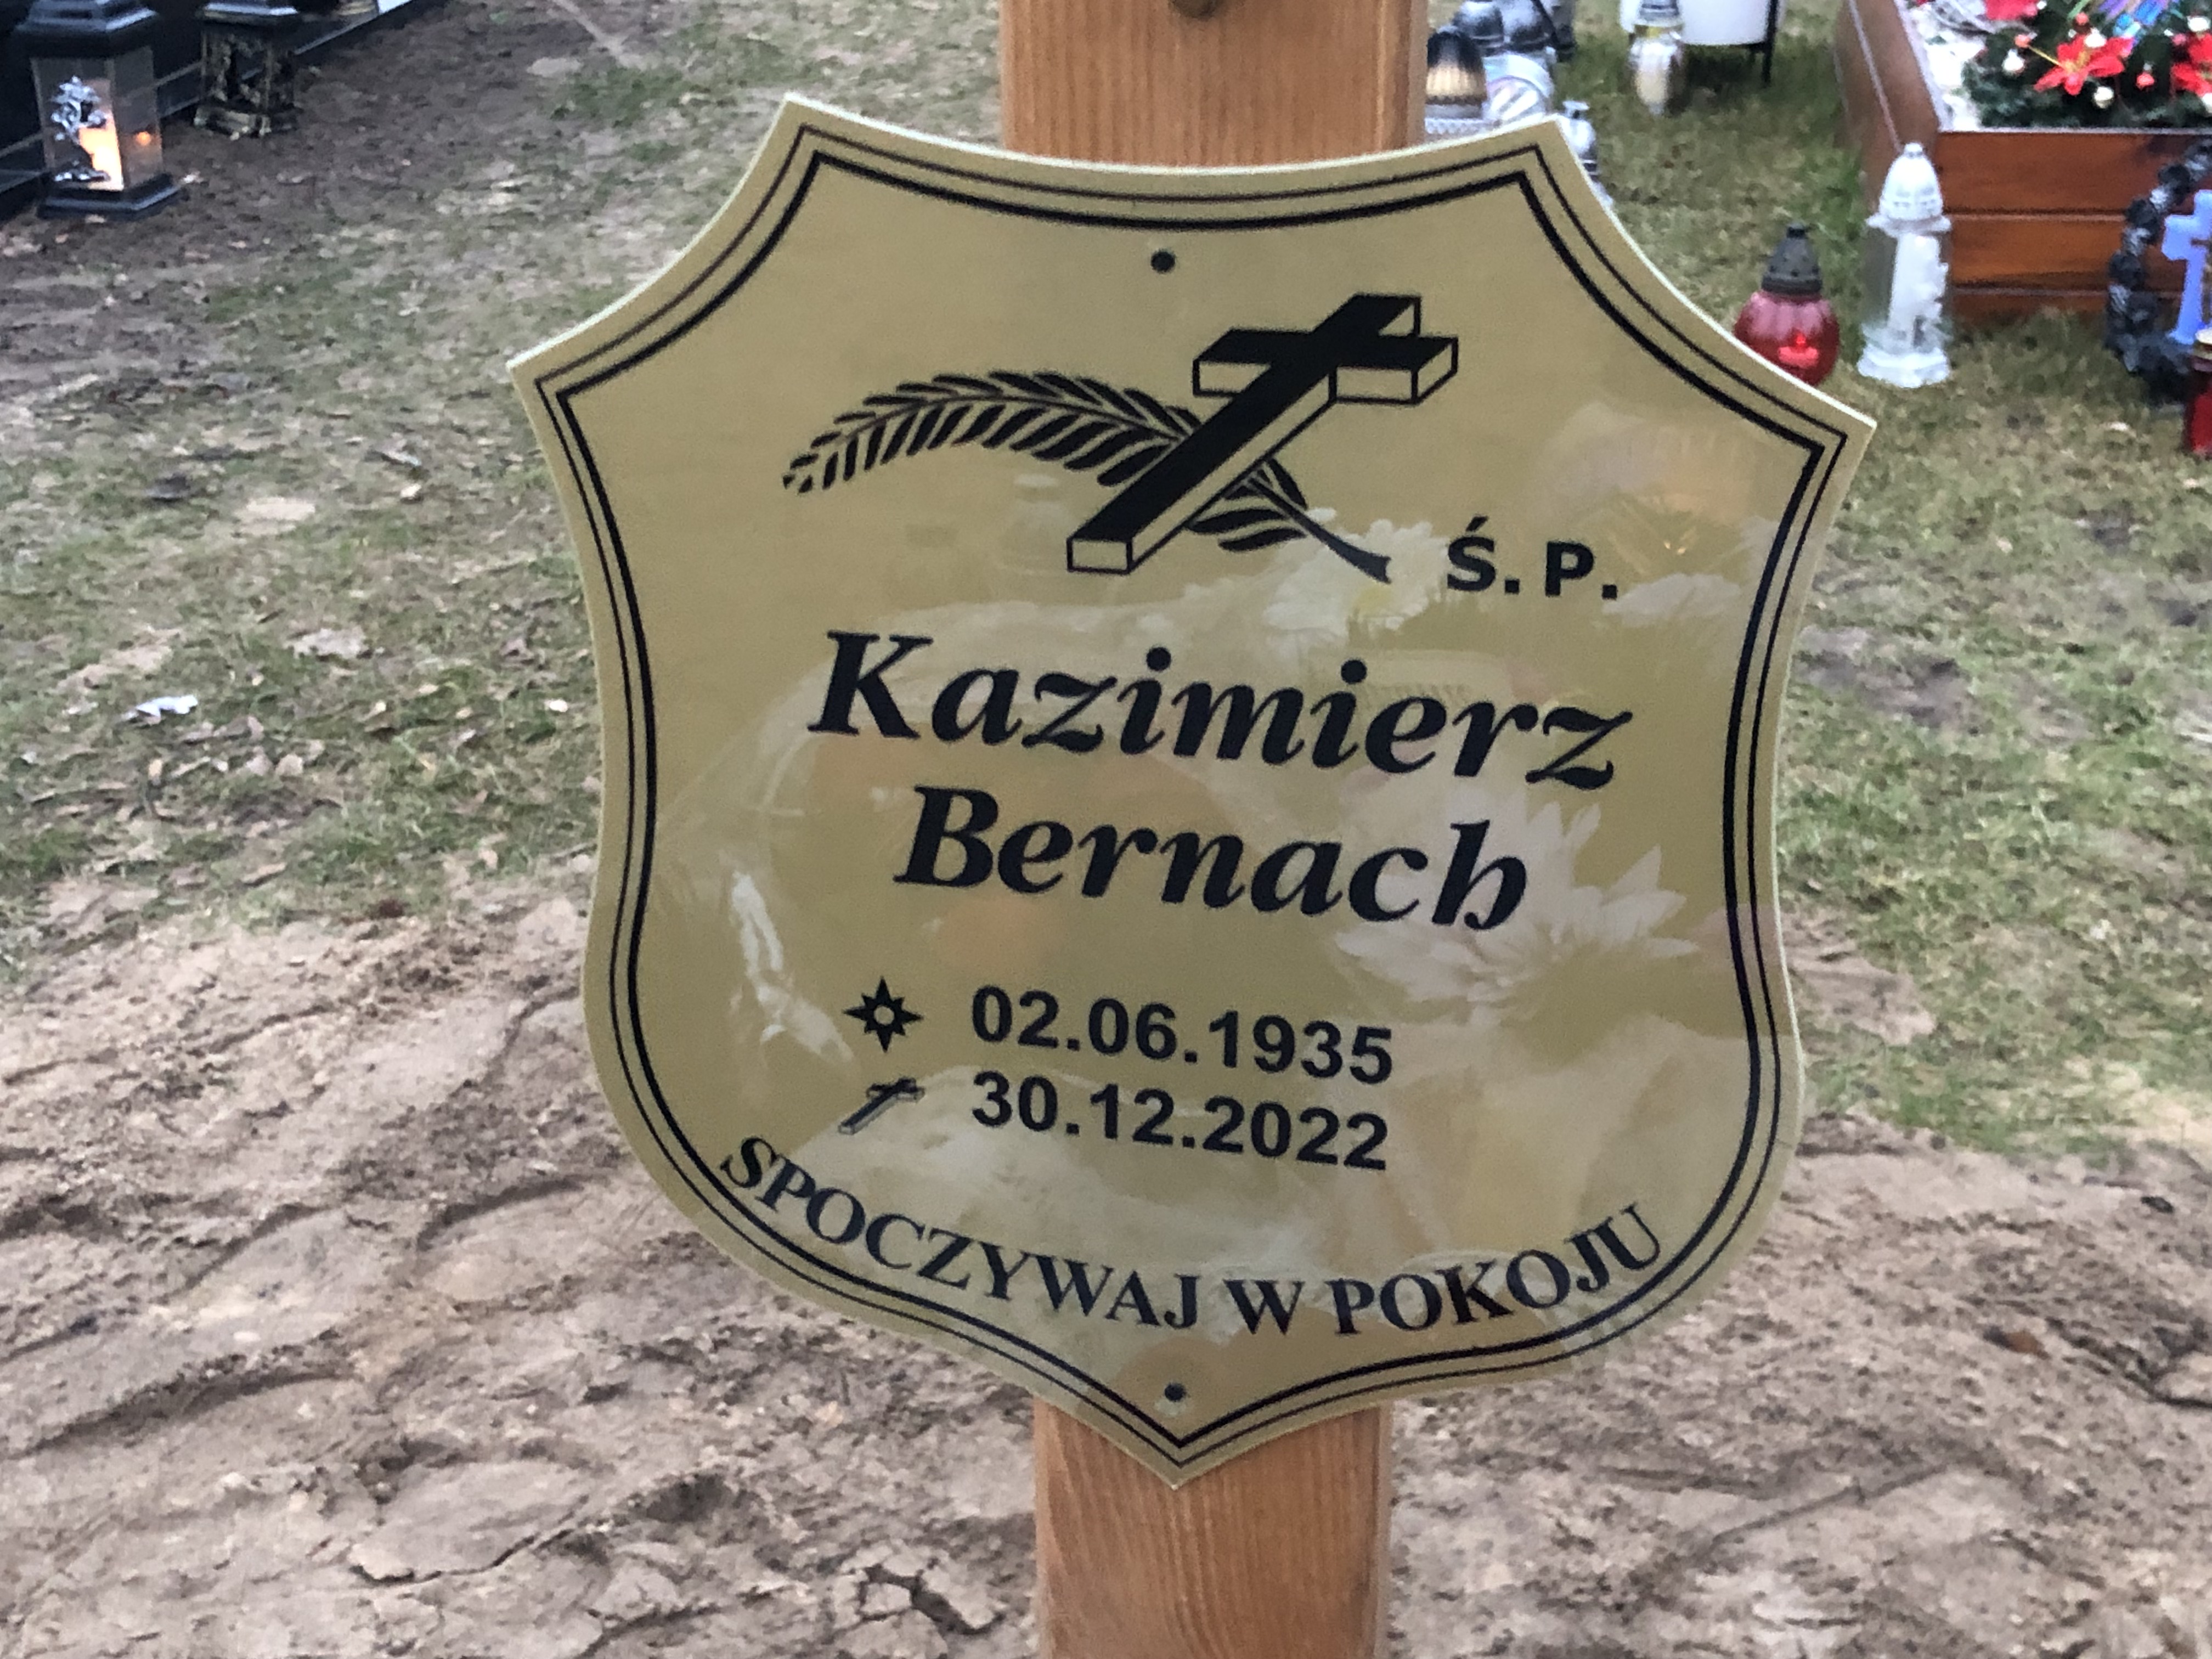 Ś. P.
Kazimierz
Bernach
02.06.1935
30.12.2022
SPOCZYWAJ W POKOJU